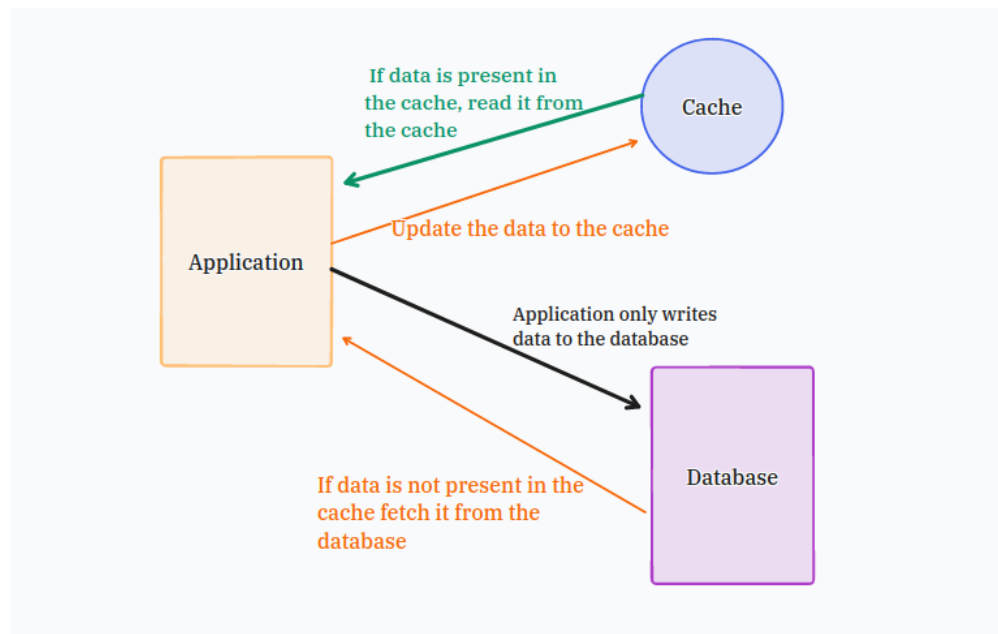 If data is present in
the cache, read it from
the cache
Cache
Update the data to the cache
Application
Application only writes
data to the database
Database
If data is not present in the
cache fetch it from the
database